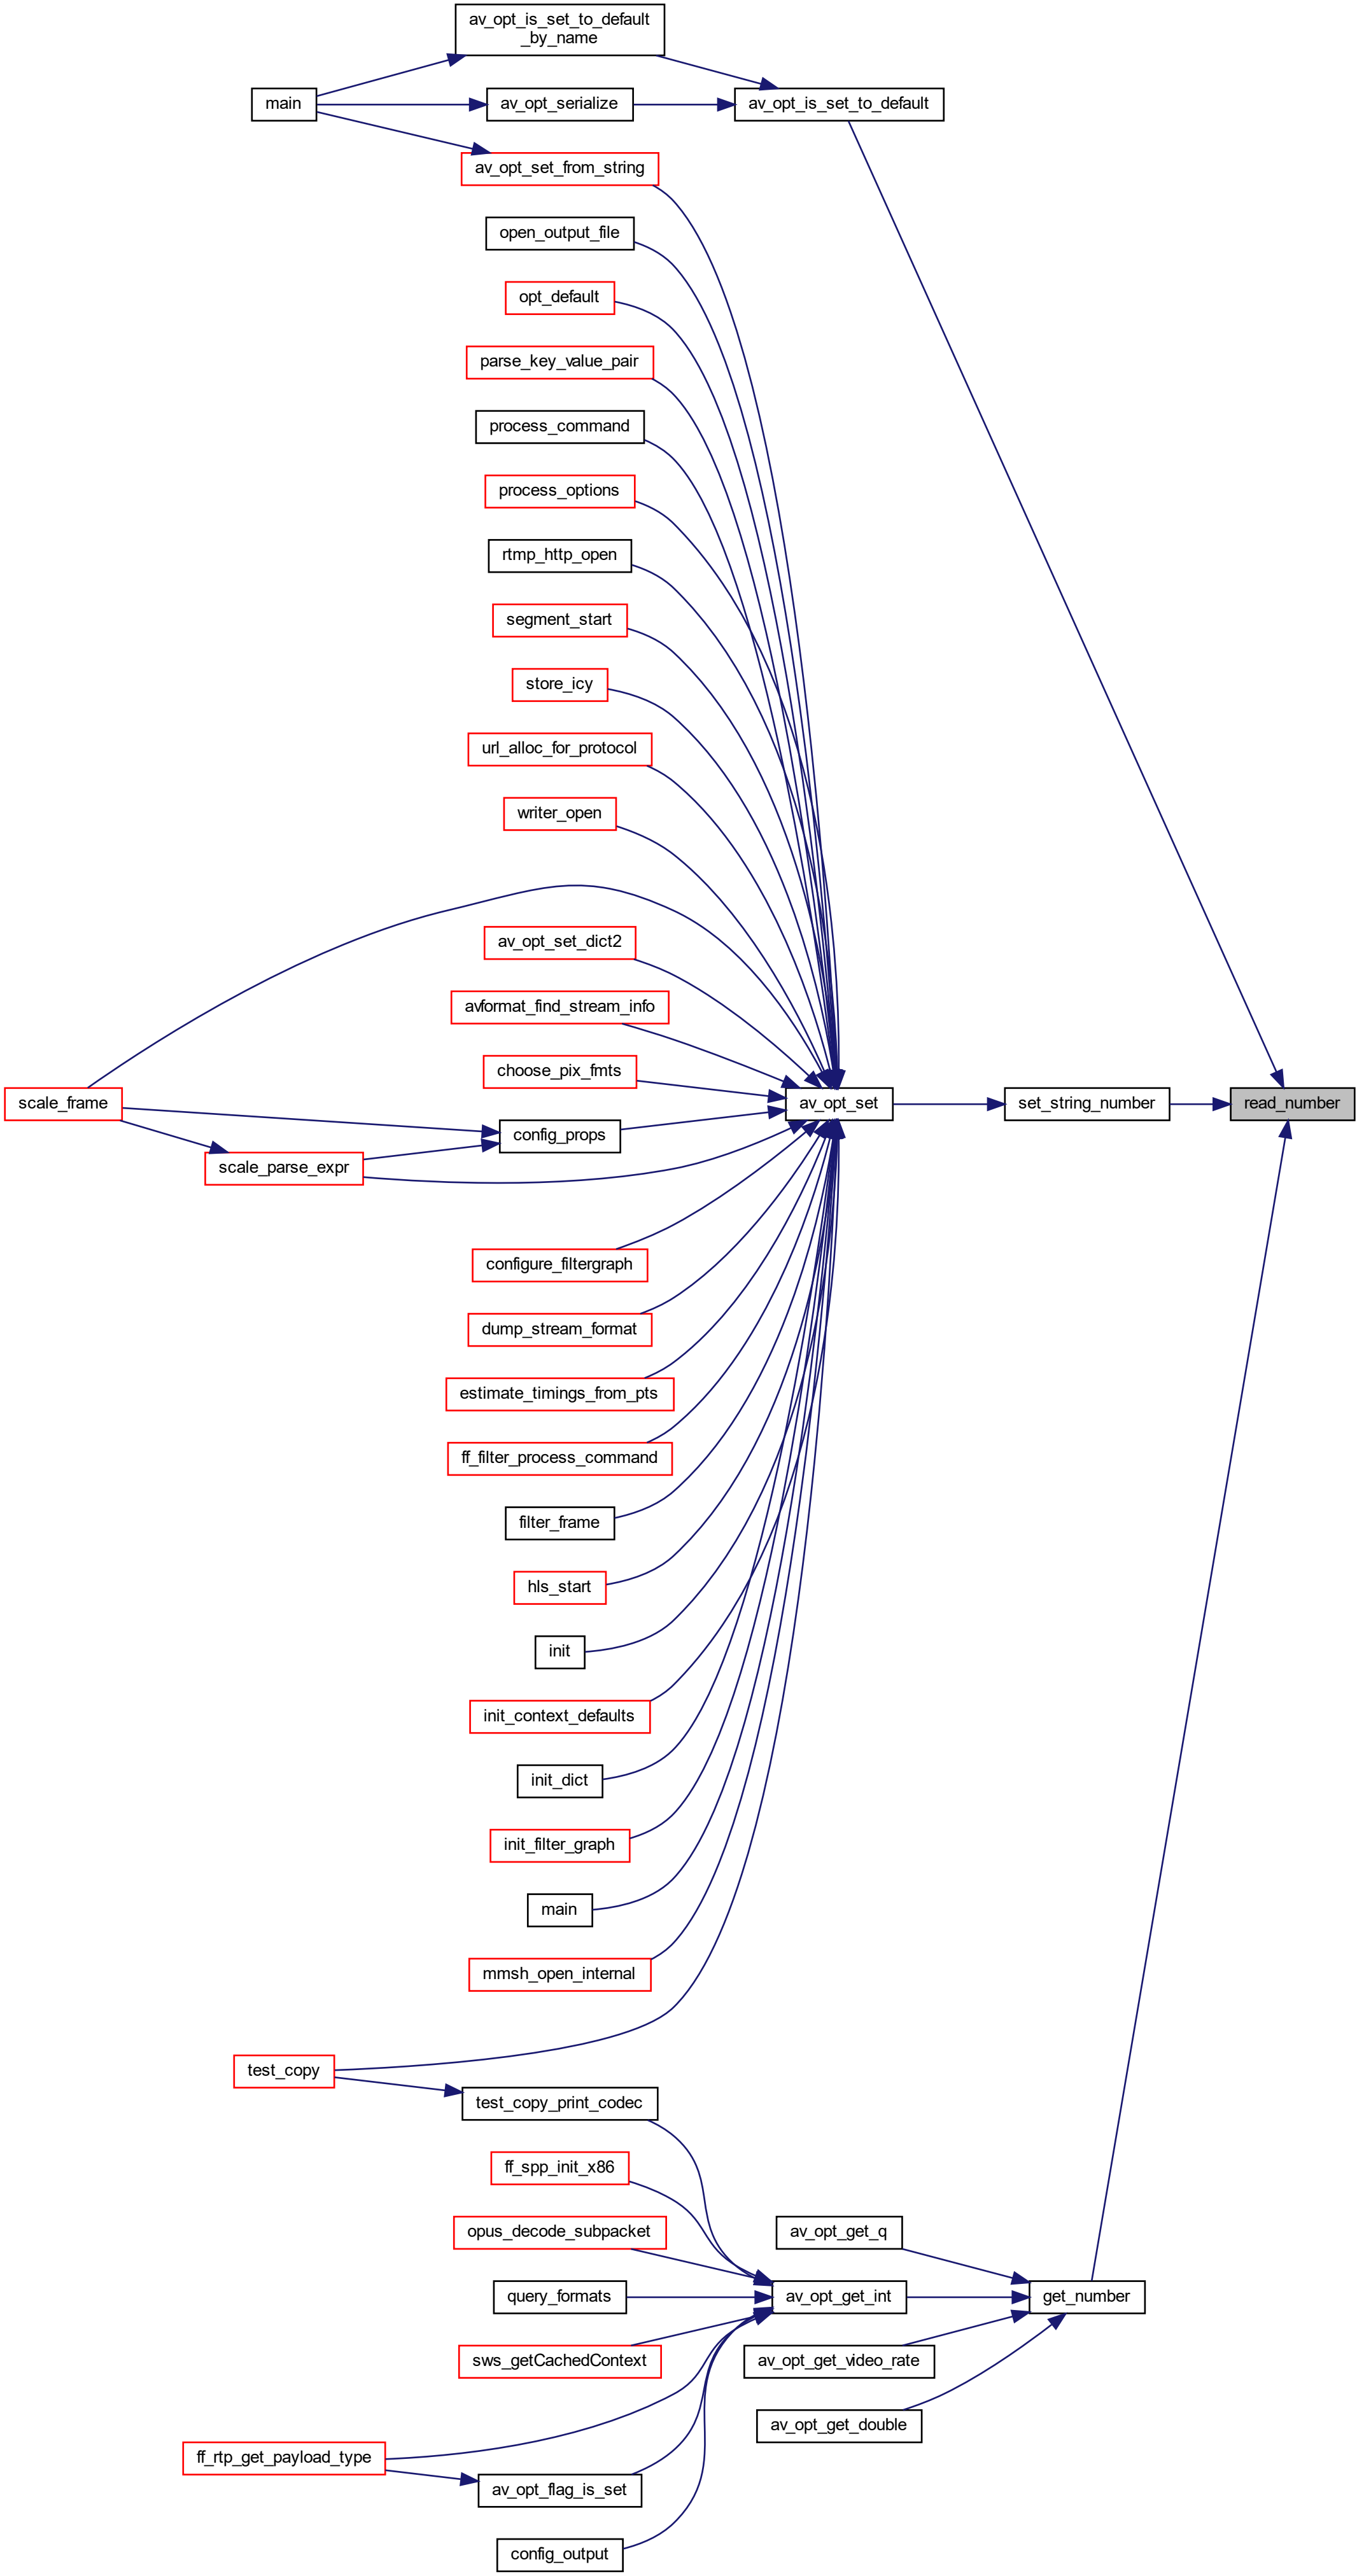 av_opt_is_set_to_default
_by_name
main
av_opt_serialize
av_opt_is_set_to_default
av_opt_set_from_string
open_output_file
opt_default
parse_key_value_pair
process_command
process_options
rtmp_http_open
segment_start
store_icy
url_alloc_for_protocol
writer_open
av_opt_set_dict2
avformat_find_stream_info
choose_pix_fmts
scale_frame
av_opt_set
set_string_number
read_number
config_props
scale_parse_expr
configure_filtergraph
dump_stream_format
estimate_timings_from_pts
ff_filter_process_command
filter_frame
hls_start
init
init_context_defaults
init_dict
init_filter_graph
main
mmsh_open_internal
test_copy
test_copy_print_codec
ff_spp_init_x86
opus_decode_subpacket
av_opt_get_q
query_formats
av_opt_get_int
get_number
sws_getCachedContext
av_opt_get_video_rate
av_opt_get_double
ff_rtp_get_payload_type
av_opt_flag_is_set
config_output